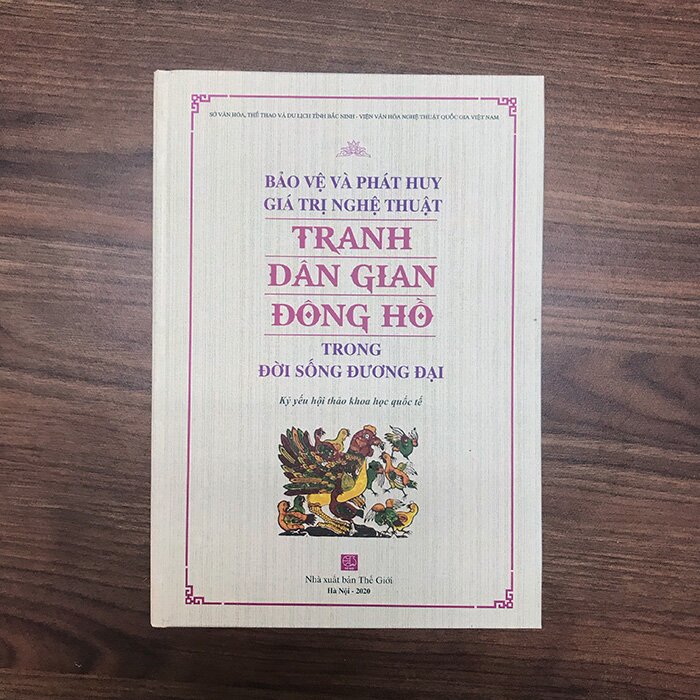 SỞ VĂN HÓA, THỂ THAO VÀ DU LỊCH TỈNH BẮC NINH - VIỆN VĂN HÓA NGHỆ THUẬT QUỐC GIA VIỆT NAM
BẢO VỆ VÀ PHÁT HUY
GIÁ TRỊ NGHỆ THUẬT
TRANH
DÂN GIAN
ĐÔNG HỒ
TRONG
ĐỜI SỐNG ĐƯƠNG ĐẠI
Kỷ yếu hội thảo khoa học quốc tế
Nhà xuất bản Thế Giới
Hà Nội - 2020